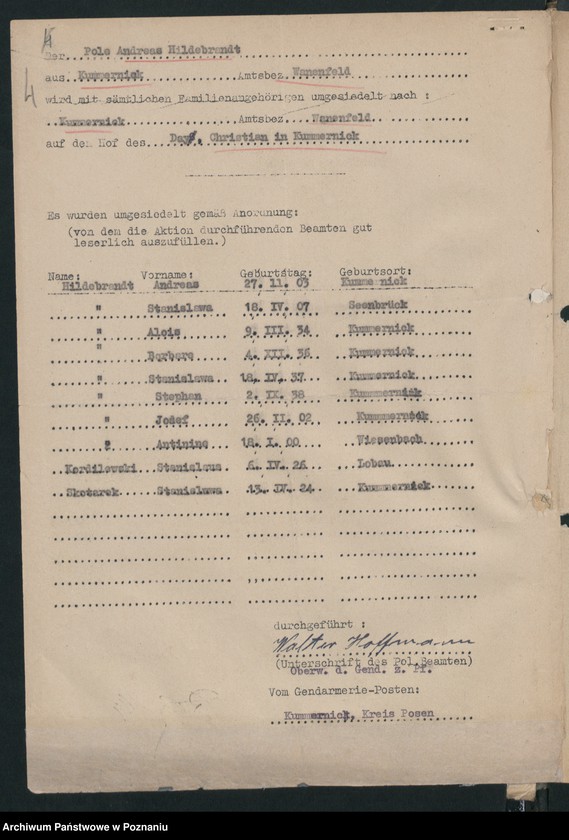 4
Der Pole Andreas Hildebrandt
aus Kummernick Amtsbez. Wanenfeld
wird mit sämtlichen Familienangehörigen umgesiedelt nach :
Kummernick Amtsbez. Wanenfeld
auf den Hof des Christian in Kummernick
Es wurden umgesiedelt gemäß Anordnung:
(von dem die Aktion durchführenden Beamten gut
leserlich auszufüllen.)
Name: Vorname: Geburtstag: Geburtsort:
Hildebrandt Andreas 27. 11. 03 Kummernick
" Stanislawa 18. IV. 07 Seenbrück
" Alois 9. III. 34 Kummernick
" Barbara 4. XII. 36 Kummernick
" Stanislawa 18. IV. 37 Kummernick
" Stephan 2. IX. 38 Kummernick
" Josef 26. II. 02 Kummernick
" Antinine 18. I. 00 Wiesenbach
Kordilewski Stanislaus 6. IV. 26 Lobau
Skotarek Stanislawa 13. IV. 24 Kummernick
durchgeführt :
Walter Hoffmann
(Unterschrift des Pol. Beamten)
Oberw. d. Gend. z. Pf.
Vom Gendarmerie-Posten:
Kummernick, Kreis Posen
Archiwum Państwowe w Poznaniu